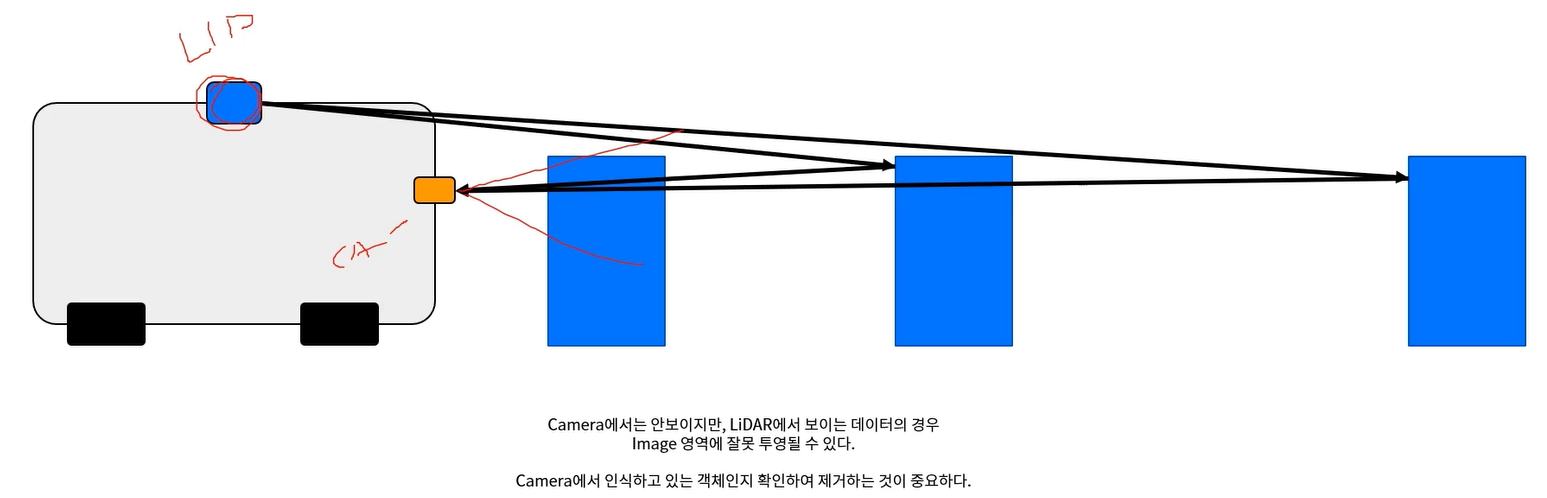 LID
CA
Camera에서는 안보이지만, LiDAR에서 보이는 데이터의 경우
Image 영역에 잘못 투영될 수 있다.
Camera에서 인식하고 있는 객체인지 확인하여 제거하는 것이 중요하다.